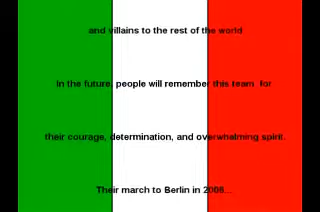 and villains to the rest of the world
In the future, people will remember this team for
their courage, determination, and overwhelming spirit.
Their march to Berlin in 2006...